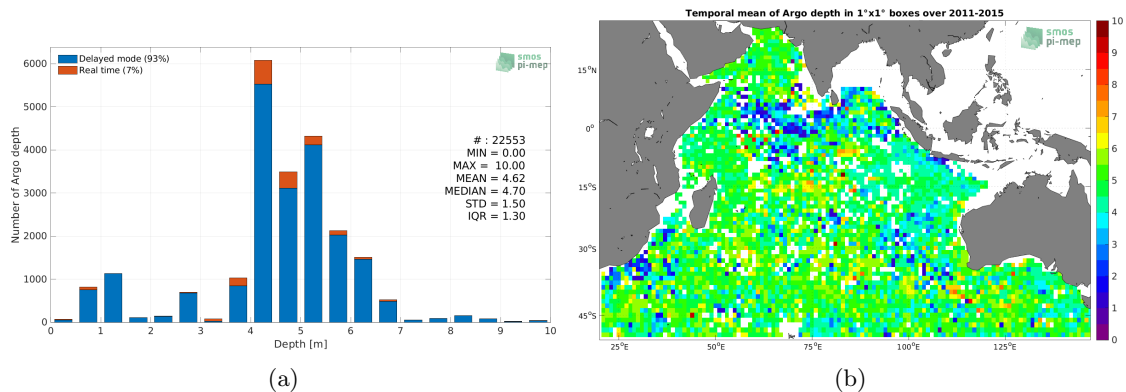 Delayed mode (93%)
Real time (7%)
smos
pi-mep
# : 22553
MIN = 0.00
MAX = 10.00
MEAN = 4.62
MEDIAN = 4.70
STD = 1.50
IQR = 1.30
Number of Argo depth
6000
5000
4000
3000
2000
1000
0
0 1 2 3 4 5 6 7 8 9 10
Depth [m]
(a)
Temporal mean of Argo depth in 1°x1° boxes over 2011-2015
smos
pi-mep
15°N
0°
15°S
30°S
45°S
25°E 50°E 75°E 100°E 125°E
10
9
8
7
6
5
4
3
2
1
0
(b)